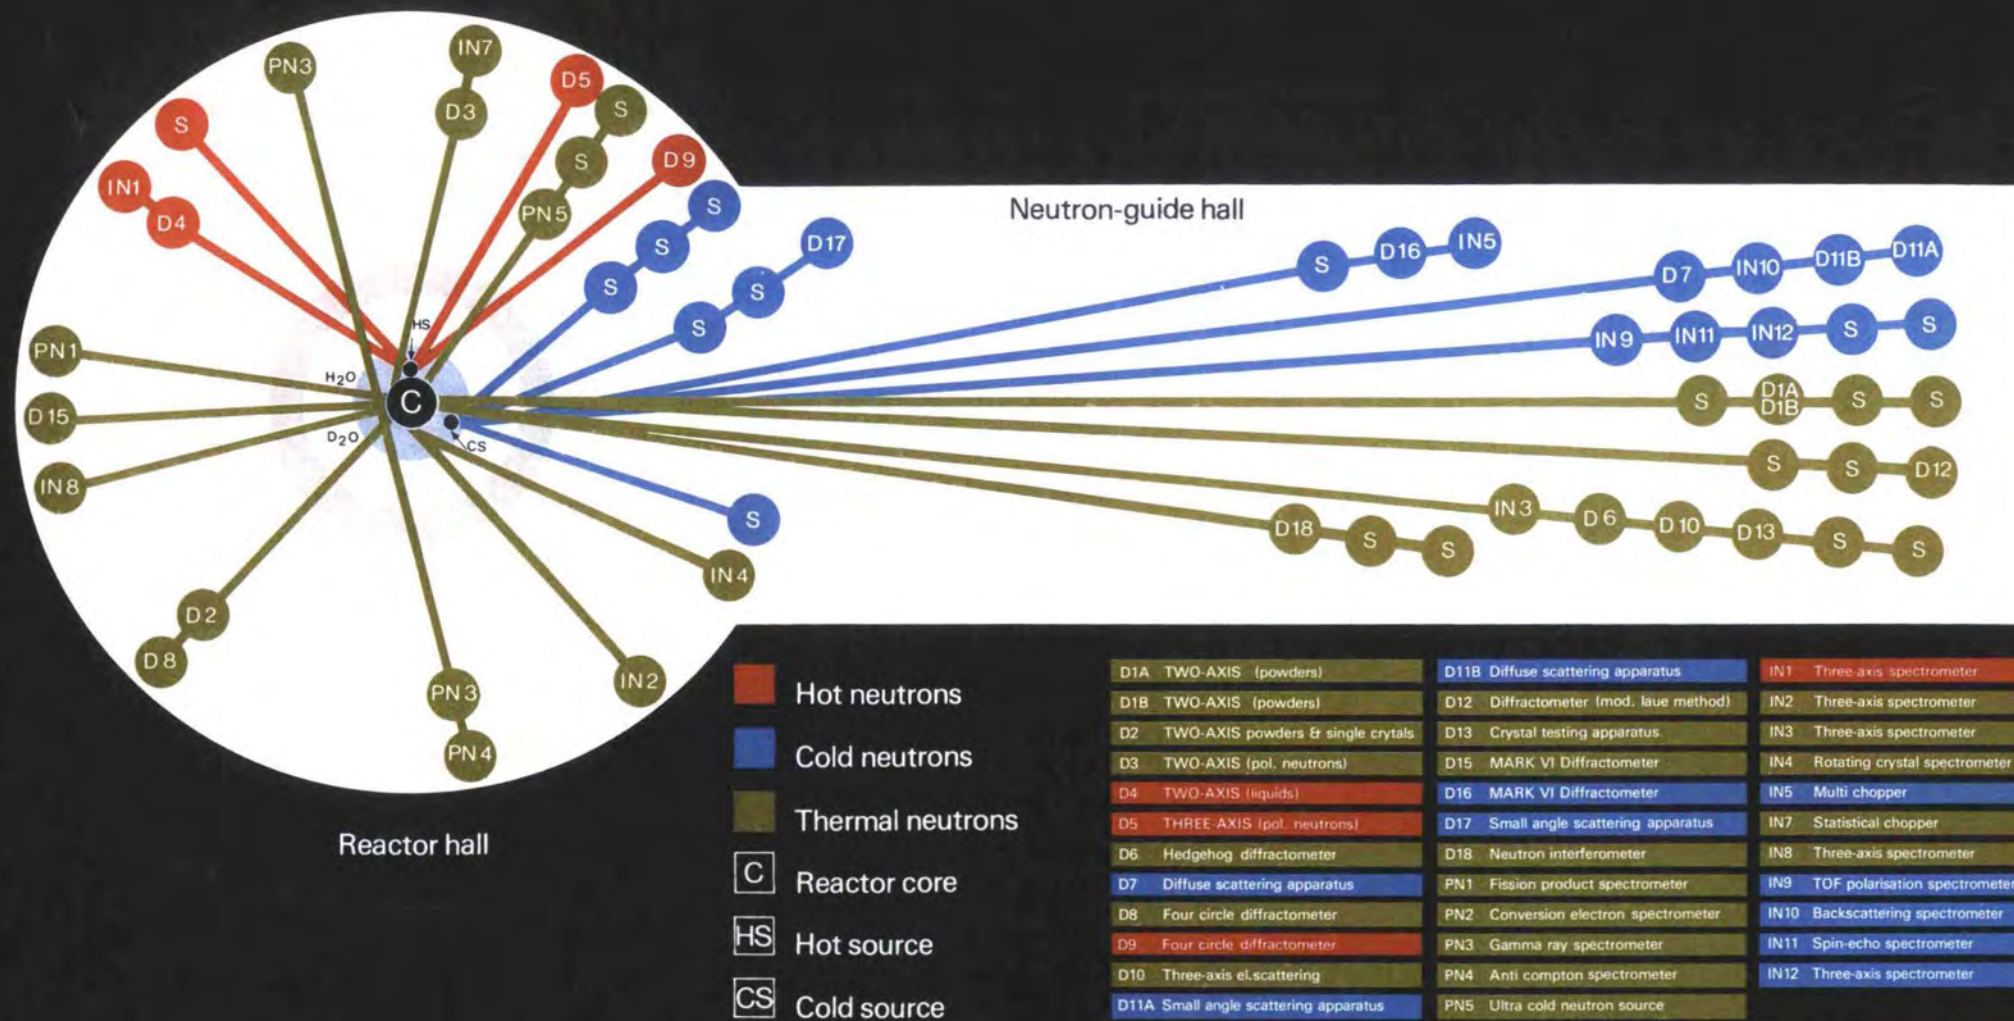 PN3
IN7
D3
D5
S
S
PN5
D9
S
IN1
D4
S
S
S
D17
S
S
Neutron-guide hall
S D16 IN5
D7 IN10 D11B D11A
IN9 IN11 IN12 S S
S D1A D1B S S
S S D12
IN3 D6 D10 D13 S S
D18 S S
HS
H2O
C
D2O
CS
PN1
D15
IN8
S
IN4
D2
D8
IN2
PN3
PN4
Reactor hall
Hot neutrons
Cold neutrons
Thermal neutrons
C Reactor core
HS Hot source
CS Cold source
D1A TWO-AXIS (powders)
D1B TWO-AXIS (powders)
D2 TWO-AXIS powders & single crytals
D3 TWO-AXIS (pol. neutrons)
D4 TWO-AXIS (liquids)
D5 THREE-AXIS (pol. neutrons)
D6 Hedgehog diffractometer
D7 Diffuse scattering apparatus
D8 Four circle diffractometer
D9 Four circle diffractometer
D10 Three-axis el.scattering
D11A Small angle scattering apparatus
D11B Diffuse scattering apparatus
D12 Diffractometer (mod. laue method)
D13 Crystal testing apparatus
D15 MARK VI Diffractometer
D16 MARK VI Diffractometer
D17 Small angle scattering apparatus
D18 Neutron interferometer
PN1 Fission product spectrometer
PN2 Conversion electron spectrometer
PN3 Gamma ray spectrometer
PN4 Anti compton spectrometer
PN5 Ultra cold neutron source
IN1 Three-axis spectrometer
IN2 Three-axis spectrometer
IN3 Three-axis spectrometer
IN4 Rotating crystal spectrometer
IN5 Multi chopper
IN7 Statistical chopper
IN8 Three-axis spectrometer
IN9 TOF polarisation spectrometer
IN10 Backscattering spectrometer
IN11 Spin-echo spectrometer
IN12 Three-axis spectrometer